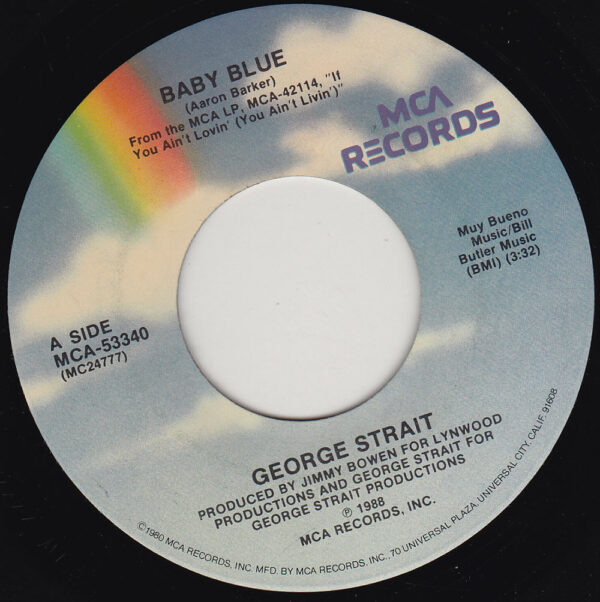 BABY BLUE
(Aaron Barker)
From the MCA LP, MCA-42114, "If
You Ain't Lovin' (You Ain't Livin')"
MCA
RECORDS
Muy Bueno
Music/Bill
Butler Music
(BMI) (3:32)
A SIDE
MCA-53340
(MC24777)
GEORGE STRAIT
PRODUCED BY JIMMY BOWEN FOR LYNWOOD
PRODUCTIONS AND GEORGE STRAIT FOR
GEORGE STRAIT PRODUCTIONS
℗ 1988
MCA RECORDS, INC.
©1980 MCA RECORDS, INC. MFD. BY MCA RECORDS, INC., 70 UNIVERSAL PLAZA, UNIVERSAL CITY, CALIF. 91608